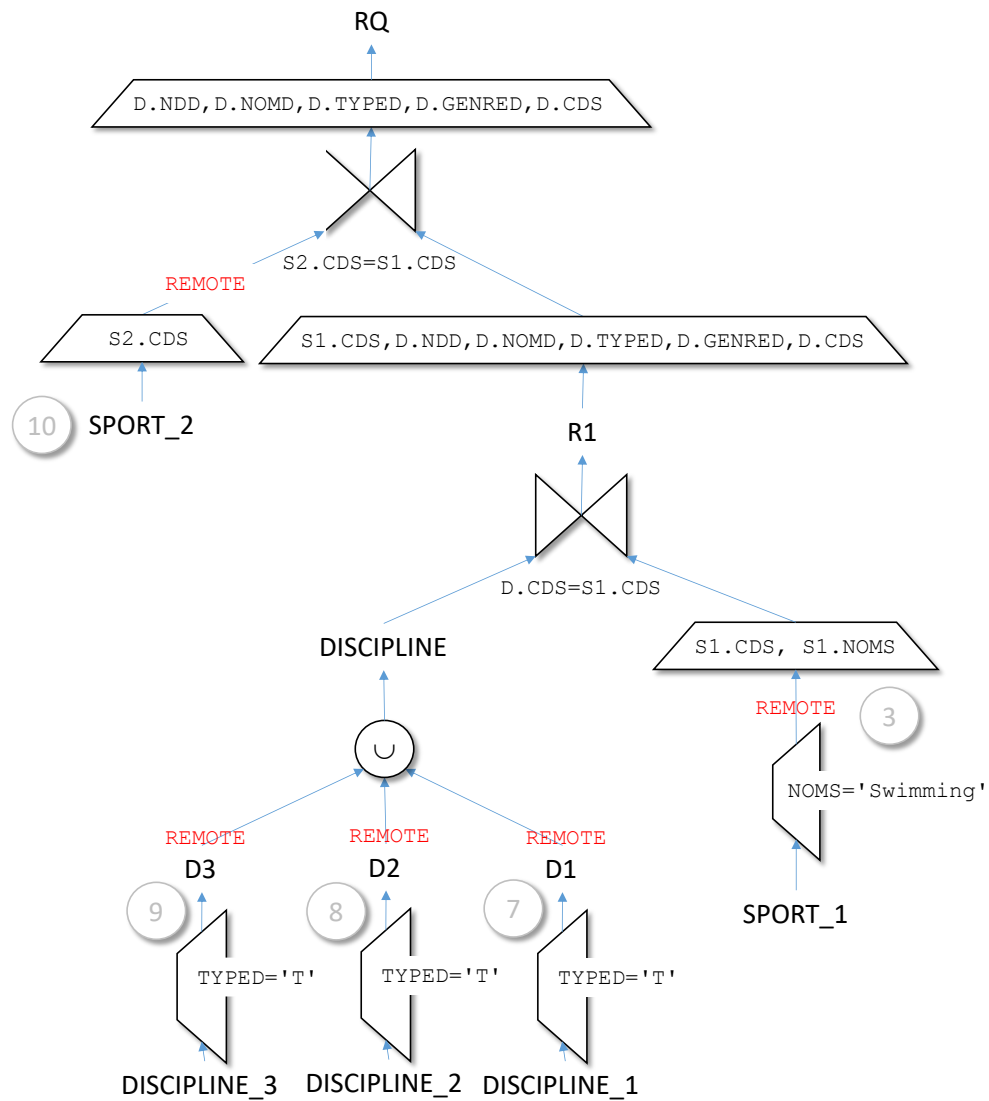 RQ
D.NDD,D.NOMD,D.TYPED,D.GENRED,D.CDS
S2.CDS=S1.CDS
REMOTE
S2.CDS
S1.CDS,D.NDD,D.NOMD,D.TYPED,D.GENRED,D.CDS
10
SPORT_2
R1
D.CDS=S1.CDS
DISCIPLINE
S1.CDS, S1.NOMS
REMOTE
3
∪
NOMS='Swimming'
REMOTE
REMOTE
REMOTE
D3
D2
D1
9
8
7
SPORT_1
TYPED='T'
TYPED='T'
TYPED='T'
DISCIPLINE_3
DISCIPLINE_2
DISCIPLINE_1